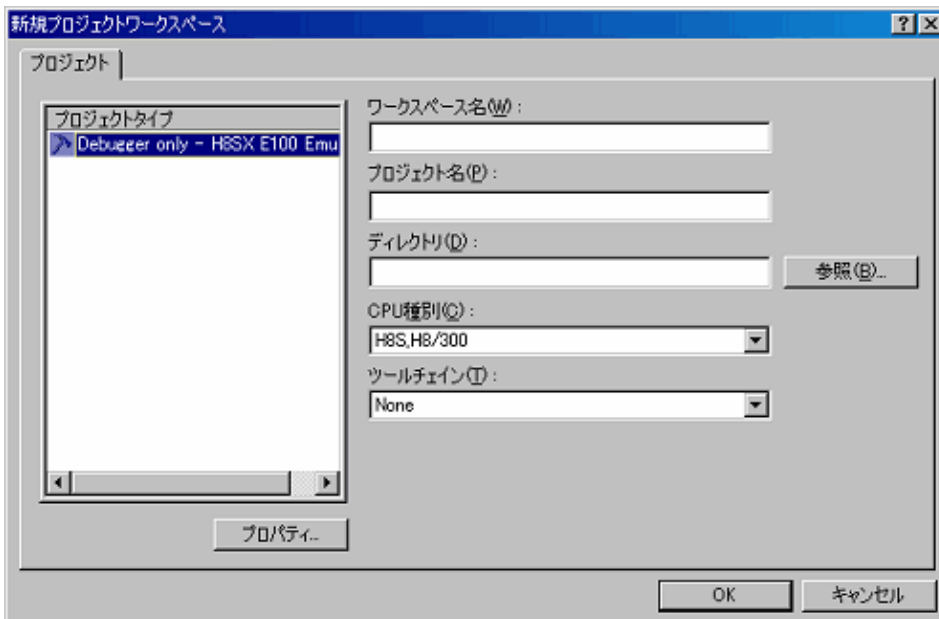 新規プロジェクトワークスペース
プロジェクト
プロジェクトタイプ
Debugger only - H8SX E100 Emu
ワークスペース名(W):
プロジェクト名(P):
ディレクトリ(D):
参照(B)...
CPU種別(C):
H8S,H8/300
ツールチェイン(T):
None
プロパティ...
OK
キャンセル